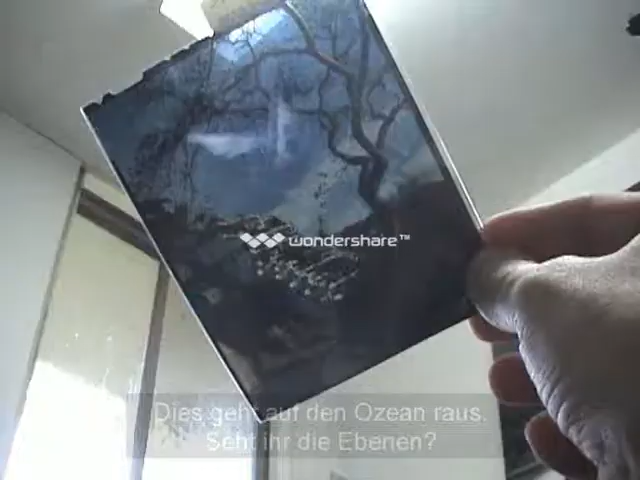 wondershare™
Dies geht auf den Ozean raus.
Seht ihr die Ebenen?